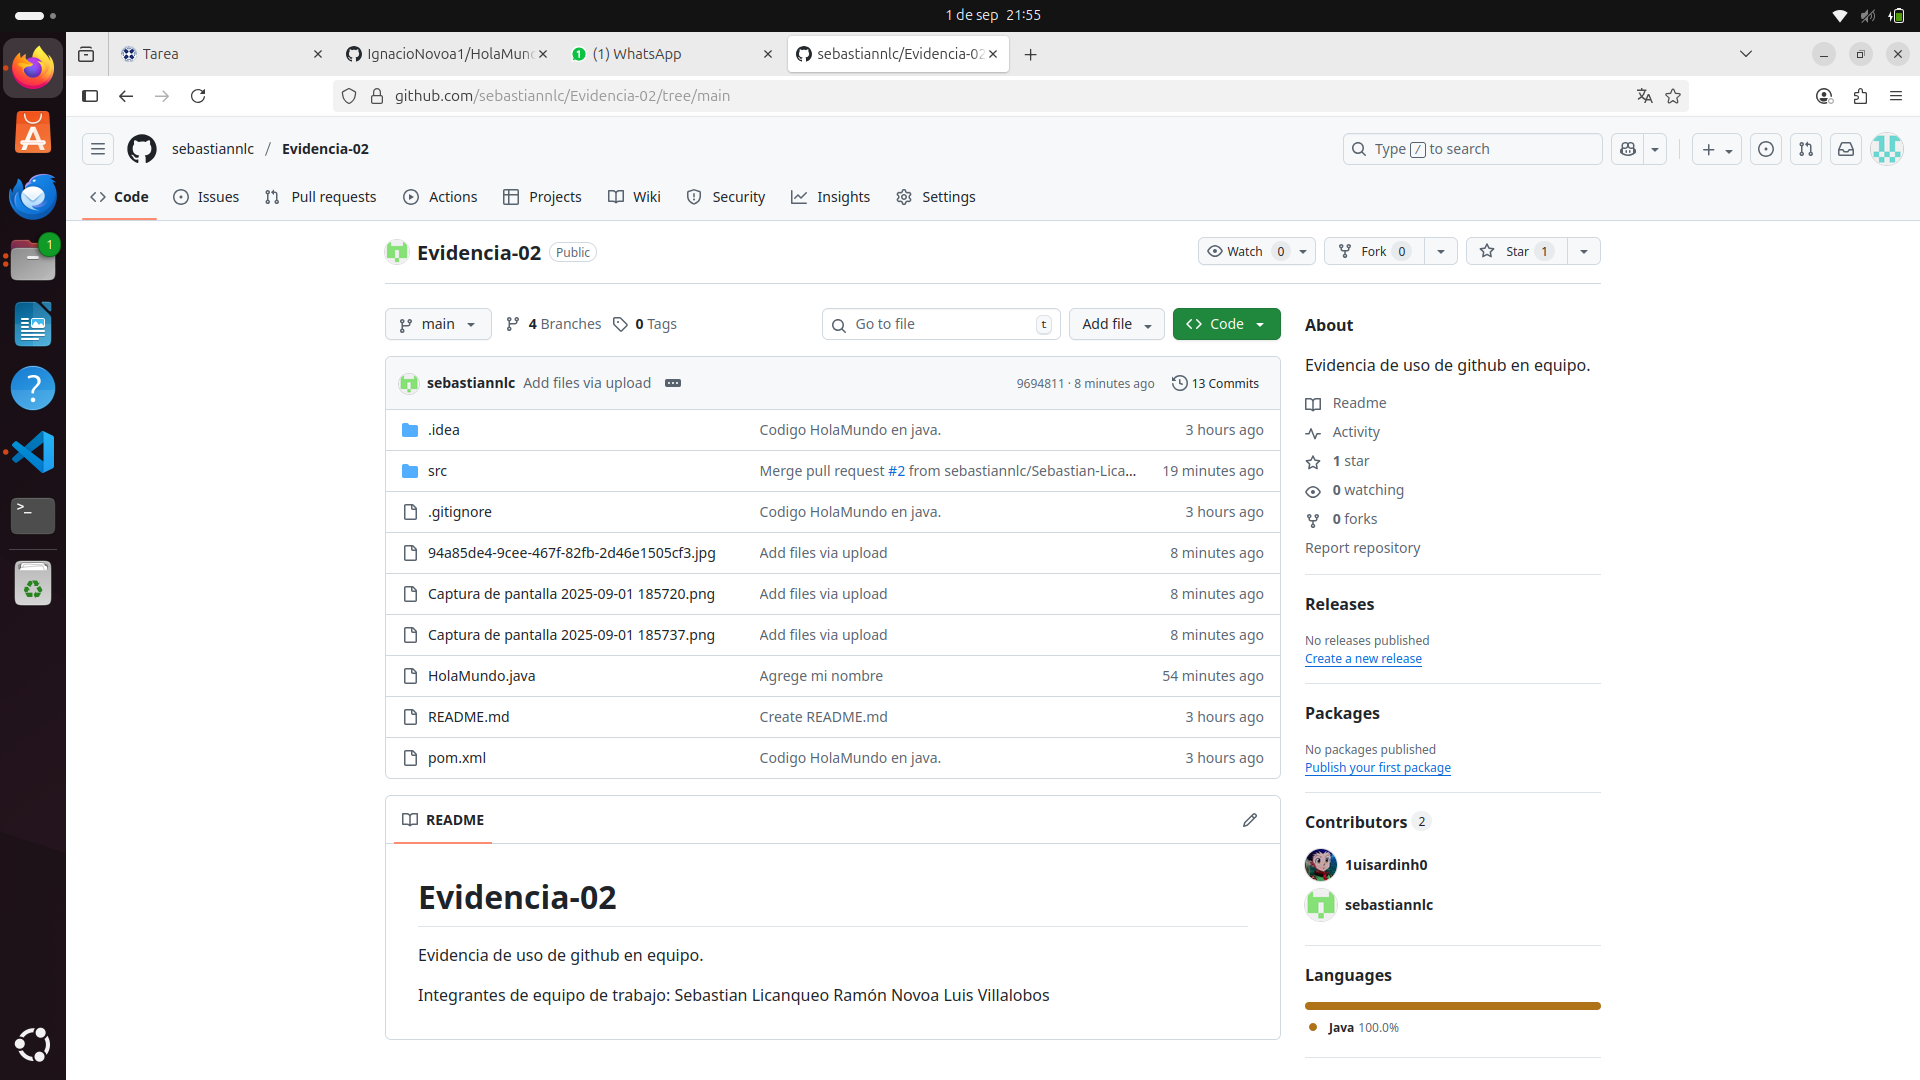 1 de sep 21:55
Tarea
IgnacioNovoa1/HolaMun
1 (1) WhatsApp
sebastiannlc/Evidencia-02
github.com/sebastiannlc/Evidencia-02/tree/main
sebastiannlc / Evidencia-02
Type / to search
Code Issues Pull requests Actions Projects Wiki Security Insights Settings
1
Evidencia-02 Public
Watch 0 Fork 0 Star 1
main 4 Branches 0 Tags Go to file t Add file Code
sebastiannlc Add files via upload 9694811 · 8 minutes ago 13 Commits
.idea Codigo HolaMundo en java. 3 hours ago
src Merge pull request #2 from sebastiannlc/Sebastian-Lica... 19 minutes ago
.gitignore Codigo HolaMundo en java. 3 hours ago
94a85de4-9cee-467f-82fb-2d46e1505cf3.jpg Add files via upload 8 minutes ago
Captura de pantalla 2025-09-01 185720.png Add files via upload 8 minutes ago
Captura de pantalla 2025-09-01 185737.png Add files via upload 8 minutes ago
HolaMundo.java Agrege mi nombre 54 minutes ago
README.md Create README.md 3 hours ago
pom.xml Codigo HolaMundo en java. 3 hours ago
README
Evidencia-02
Evidencia de uso de github en equipo.
Integrantes de equipo de trabajo: Sebastian Licanqueo Ramón Novoa Luis Villalobos
About
Evidencia de uso de github en equipo.
Readme
Activity
1 star
0 watching
0 forks
Report repository
Releases
No releases published
Create a new release
Packages
No packages published
Publish your first package
Contributors 2
1uisardinh0
sebastiannlc
Languages
Java 100.0%